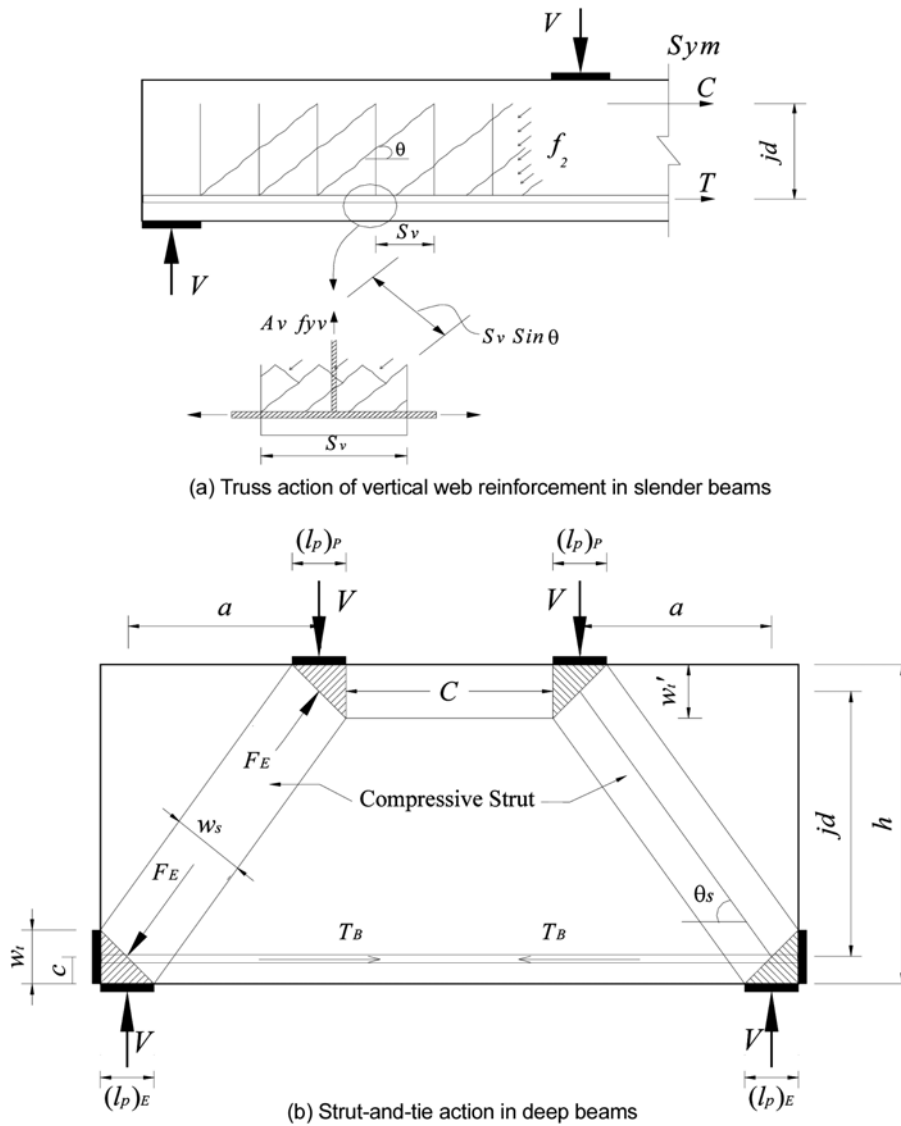 V
Sym
C
θ
f₂
jd
T
Sv
V
Av fyv
Sv Sin θ
Sv
(a) Truss action of vertical web reinforcement in slender beams
(lp)P
(lp)P
a
V
V
a
C
wt'
FE
Compressive Strut
jd
h
ws
FE
θs
wt
c
TB
TB
V
V
(lp)E
(lp)E
(b) Strut-and-tie action in deep beams